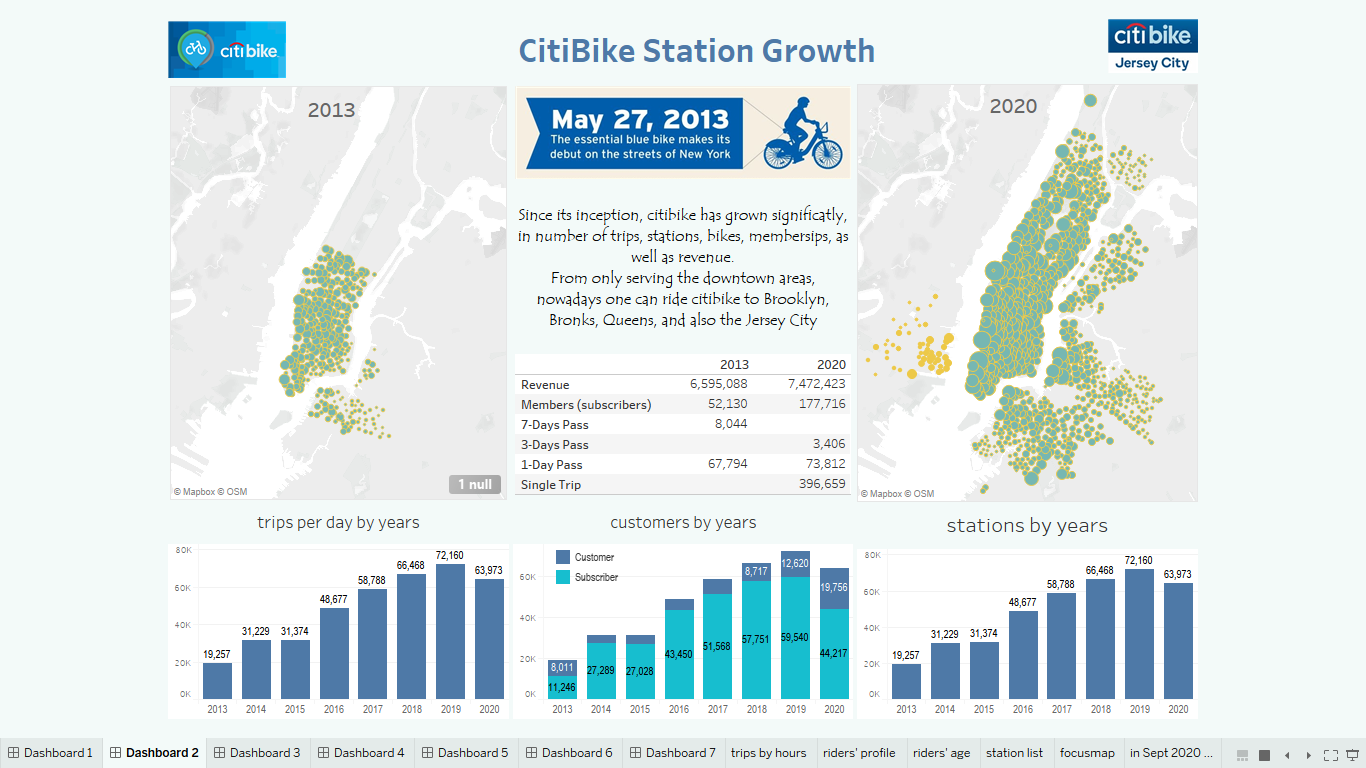 citi bike
CitiBike Station Growth
citi bike
Jersey City
2013
© Mapbox © OSM
1 null
May 27, 2013
The essential blue bike makes its
debut on the streets of New York
Since its inception, citibike has grown significatly,
in number of trips, stations, bikes, membersips, as
well as revenue.
From only serving the downtown areas,
nowadays one can ride citibike to Brooklyn,
Bronks, Queens, and also the Jersey City
2013 2020
Revenue 6,595,088 7,472,423
Members (subscribers) 52,130 177,716
7-Days Pass 8,044
3-Days Pass 3,406
1-Day Pass 67,794 73,812
Single Trip 396,659
2020
© Mapbox © OSM
trips per day by years
80K
60K
40K
20K
0K
19,257
31,229
31,374
48,677
58,788
66,468
72,160
63,973
2013 2014 2015 2016 2017 2018 2019 2020
customers by years
Customer
Subscriber
60K
40K
20K
0K
8,011
11,246
27,289
27,028
43,450
51,568
8,717
57,751
12,620
59,540
19,756
44,217
2013 2014 2015 2016 2017 2018 2019 2020
stations by years
80K
60K
40K
20K
0K
19,257
31,229
31,374
48,677
58,788
66,468
72,160
63,973
2013 2014 2015 2016 2017 2018 2019 2020
Dashboard 1 Dashboard 2 Dashboard 3 Dashboard 4 Dashboard 5 Dashboard 6 Dashboard 7 trips by hours riders' profile riders' age station list focusmap in Sept 2020 ...